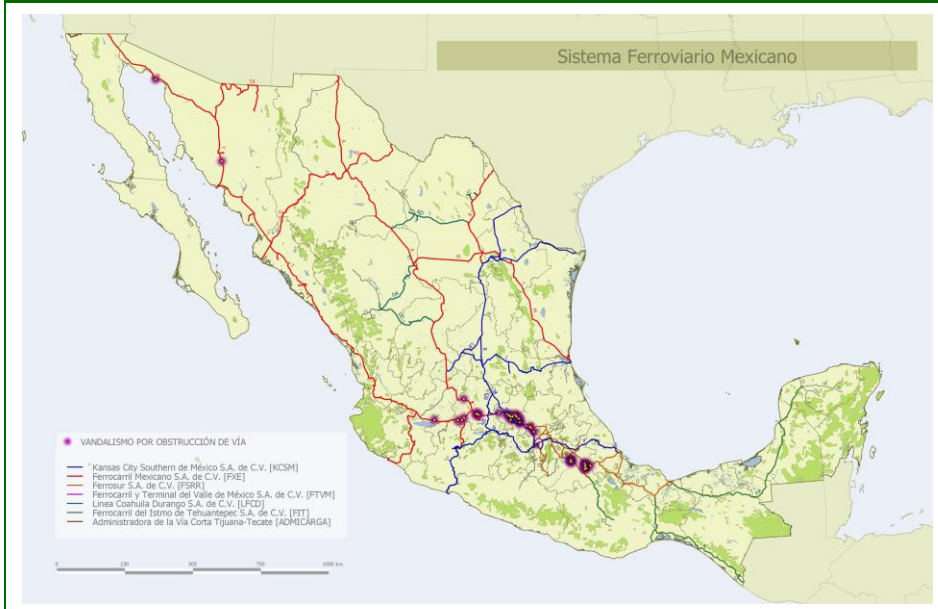 Sistema Ferroviario Mexicano
VANDALISMO POR OBSTRUCCIÓN DE VÍA
Kansas City Southern de México S.A. de C.V. [KCSM]
Ferrocarril Mexicano S.A. de C.V. [FXE]
Ferrosur S.A. de C.V. [FSRR]
Ferrocarril y Terminal del Valle de México S.A. de C.V. [FTVM]
Linea Coahuila Durango S.A. de C.V. [LFCD]
Ferrocarril del Istmo de Tehuantepec S.A. de C.V. [FIT]
Administradora de la Vía Corta Tijuana-Tecate [ADMICARGA]
0 250 500 750 1000 km